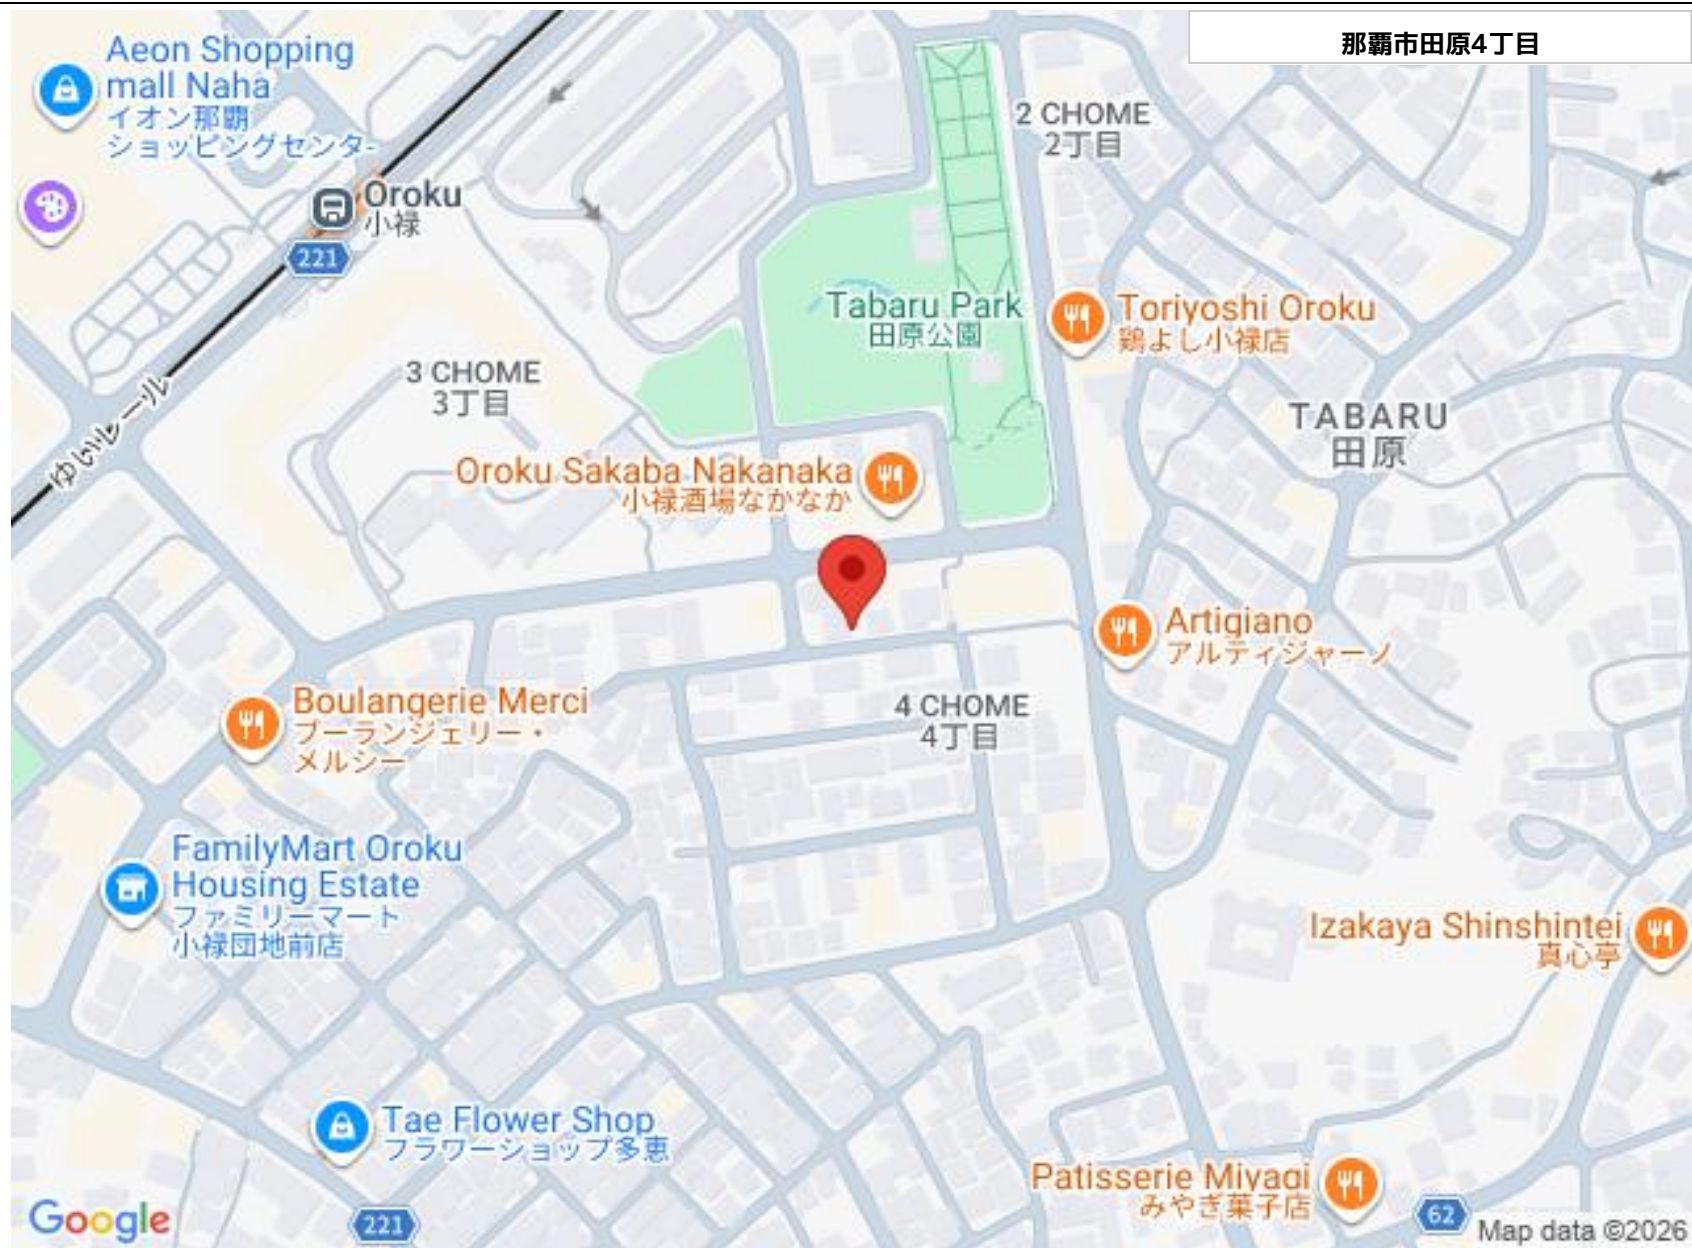 那覇市田原4丁目
Aeon Shopping
mall Naha
イオン那覇
ショッピングセンター
Oroku
小禄
221
2 CHOME
2丁目
Tabaru Park
田原公園
Toriyoshi Oroku
鶏よし小禄店
3 CHOME
3丁目
TABARU
田原
ゆいレール
Oroku Sakaba Nakanaka
小禄酒場なかなか
Artigiano
アルティジャーノ
Boulangerie Merci
ブーランジェリー・
メルシー
4 CHOME
4丁目
FamilyMart Oroku
Housing Estate
ファミリーマート
小禄団地前店
Izakaya Shinshintei
真心亭
Tae Flower Shop
フラワーショップ多恵
Patisserie Miyagi
みやぎ菓子店
Google
221
62
Map data ©2026